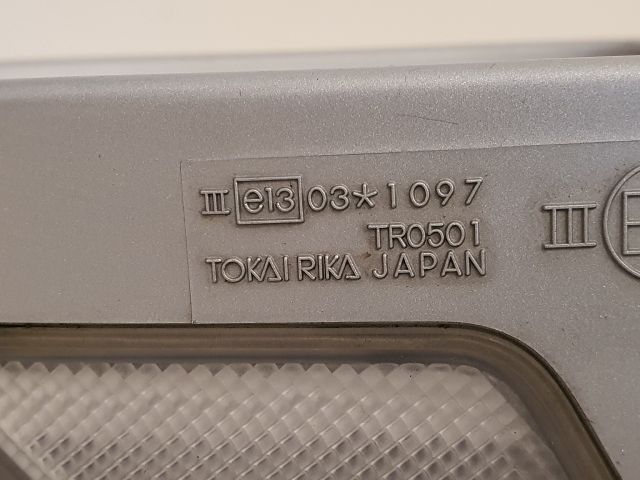 III e13 03*1097 III E
TR0501
TOKAI RIKA JAPAN